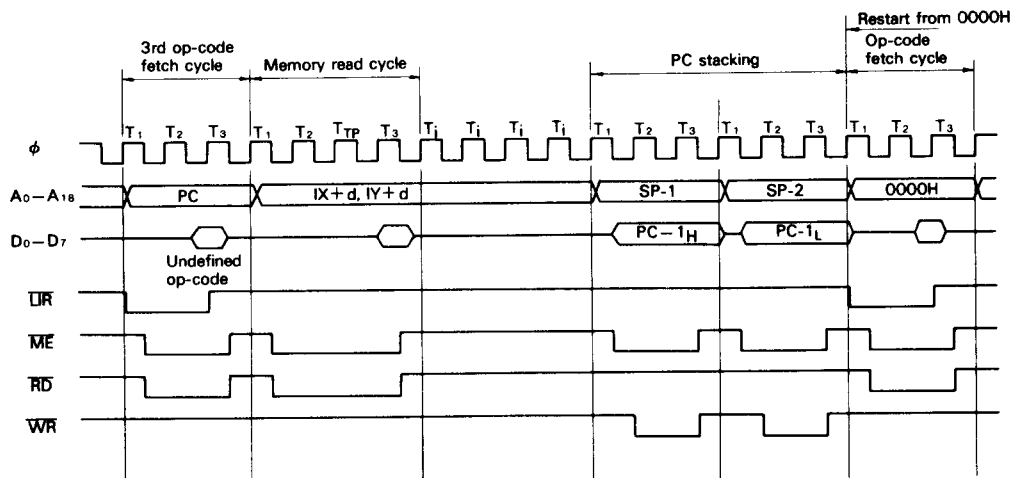 Restart from 0000H
3rd op-code
fetch cycle
Memory read cycle
PC stacking
Op-code
fetch cycle
ϕ T1 T2 T3 T1 T2 TTP T3 Ti Ti Ti Ti T1 T2 T3 T1 T2 T3 T1 T2 T3
A0—A18 PC IX+d, IY+d SP-1 SP-2 0000H
D0—D7 PC—1H PC-1L
Undefined
op-code
LIR
ME
RD
WR